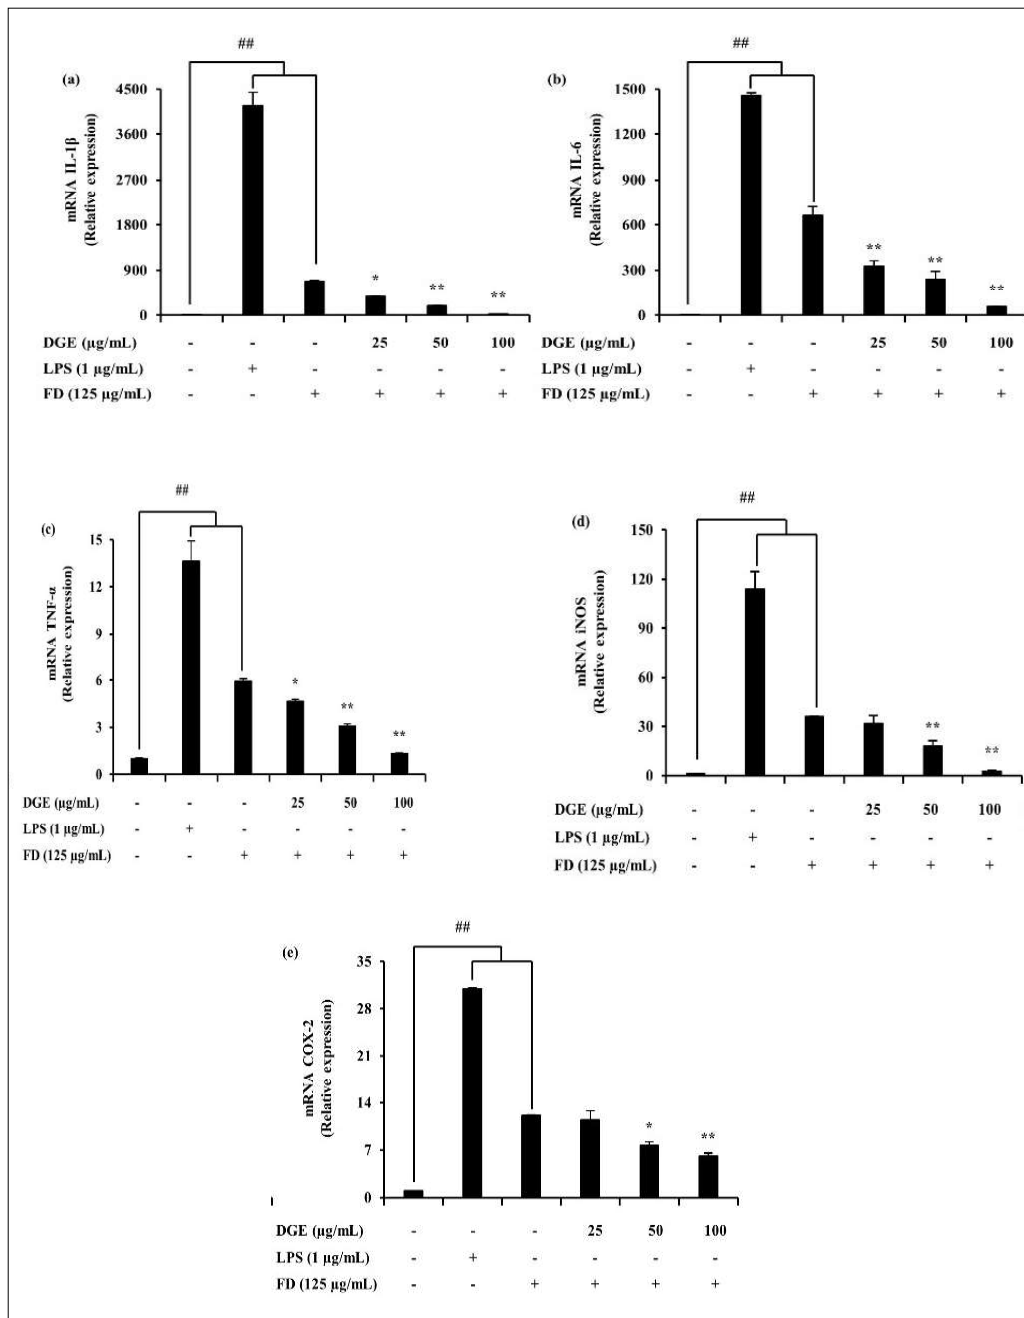 ##
(a)
4500
3600
2700
1800
900
0
mRNA IL-1β
(Relative expression)
*
**
**
DGE (µg/mL) - - - 25 50 100
LPS (1 µg/mL) - + - - - -
FD (125 µg/mL) - - + + + +
##
(b)
1500
1200
900
600
300
0
mRNA IL-6
(Relative expression)
**
**
**
DGE (µg/mL) - - - 25 50 100
LPS (1 µg/mL) - + - - - -
FD (125 µg/mL) - - + + + +
##
(c)
15
12
9
6
3
0
mRNA TNF-α
(Relative expression)
*
**
**
DGE (µg/mL) - - - 25 50 100
LPS (1 µg/mL) - + - - - -
FD (125 µg/mL) - - + + + +
##
(d)
150
120
90
60
30
0
mRNA iNOS
(Relative expression)
**
**
DGE (µg/mL) - - - 25 50 100
LPS (1 µg/mL) - + - - - -
FD (125 µg/mL) - - + + + +
##
(e)
35
28
21
14
7
0
mRNA COX-2
(Relative expression)
*
**
DGE (µg/mL) - - - 25 50 100
LPS (1 µg/mL) - + - - - -
FD (125 µg/mL) - - + + + +